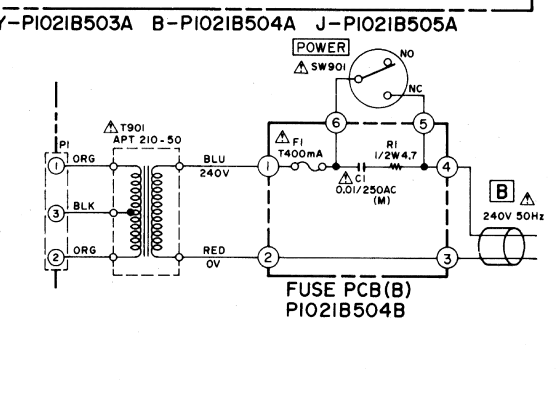 Y-P1021B503A B-P1021B504A J-P1021B505A
POWER
SW901
NO
NC
T901
APT 210-50
P1
1
ORG
3
BLK
2
ORG
BLU
240V
RED
0V
6
5
1
F1
T400mA
R1
1/2W4.7
C1
0.01/250AC
(M)
4
2
3
B
240V 50Hz
FUSE PCB(B)
P1021B504B